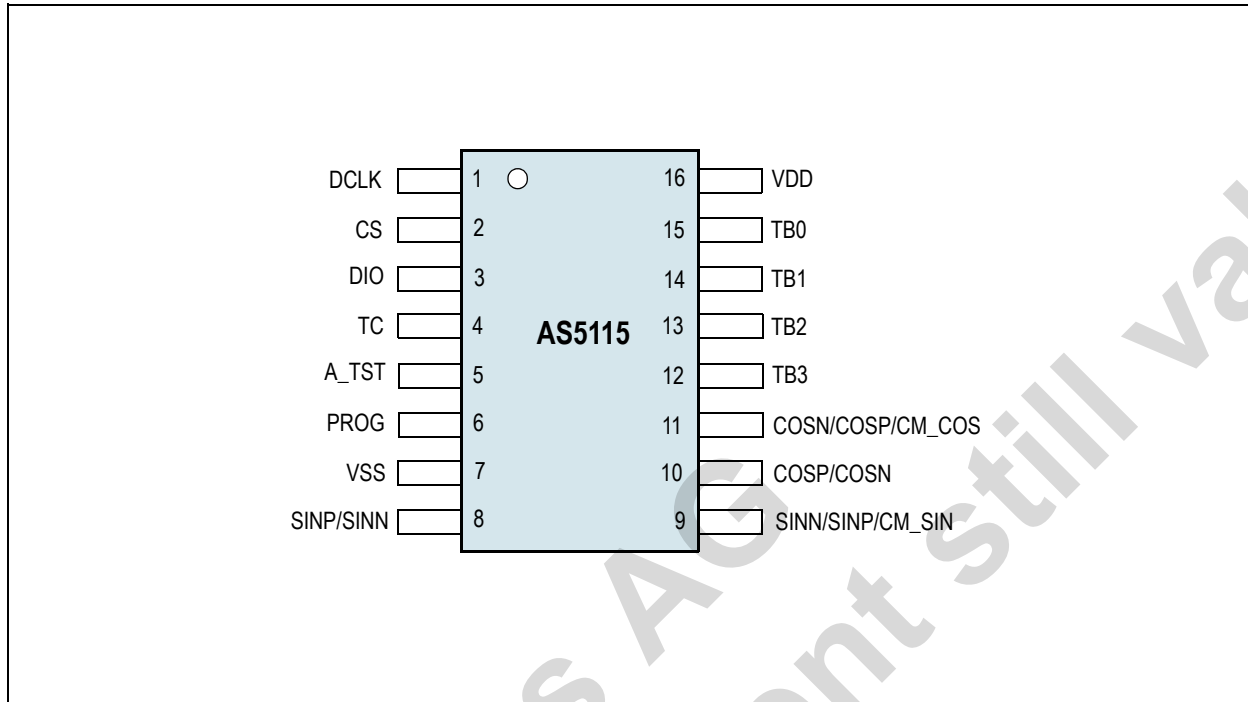 DCLK 1 16 VDD
CS 2 15 TB0
DIO 3 14 TB1
TC 4 AS5115 13 TB2
A_TST 5 12 TB3
PROG 6 11 COSN/COSP/CM_COS
VSS 7 10 COSP/COSN
SINP/SINN 8 9 SINN/SINP/CM_SIN
AG
still